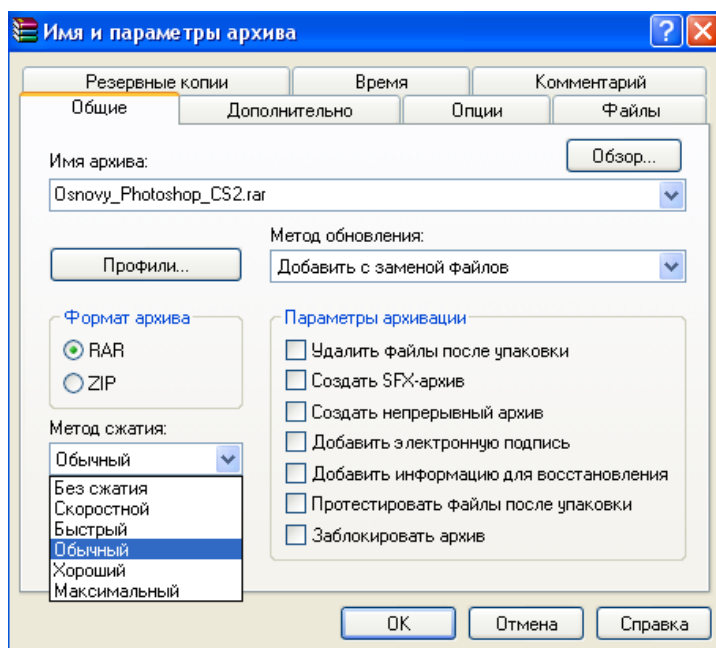 Имя и параметры архива
Резервные копии Время Комментарий
Общие Дополнительно Опции Файлы
Имя архива: Обзор...
Osnovy_Photoshop_CS2.rar
Метод обновления:
Профили... Добавить с заменой файлов
Формат архива
RAR
ZIP
Метод сжатия:
Обычный
Без сжатия
Скоростной
Быстрый
Обычный
Хороший
Максимальный
Параметры архивации
Удалить файлы после упаковки
Создать SFX-архив
Создать непрерывный архив
Добавить электронную подпись
Добавить информацию для восстановления
Протестировать файлы после упаковки
Заблокировать архив
OK Отмена Справка